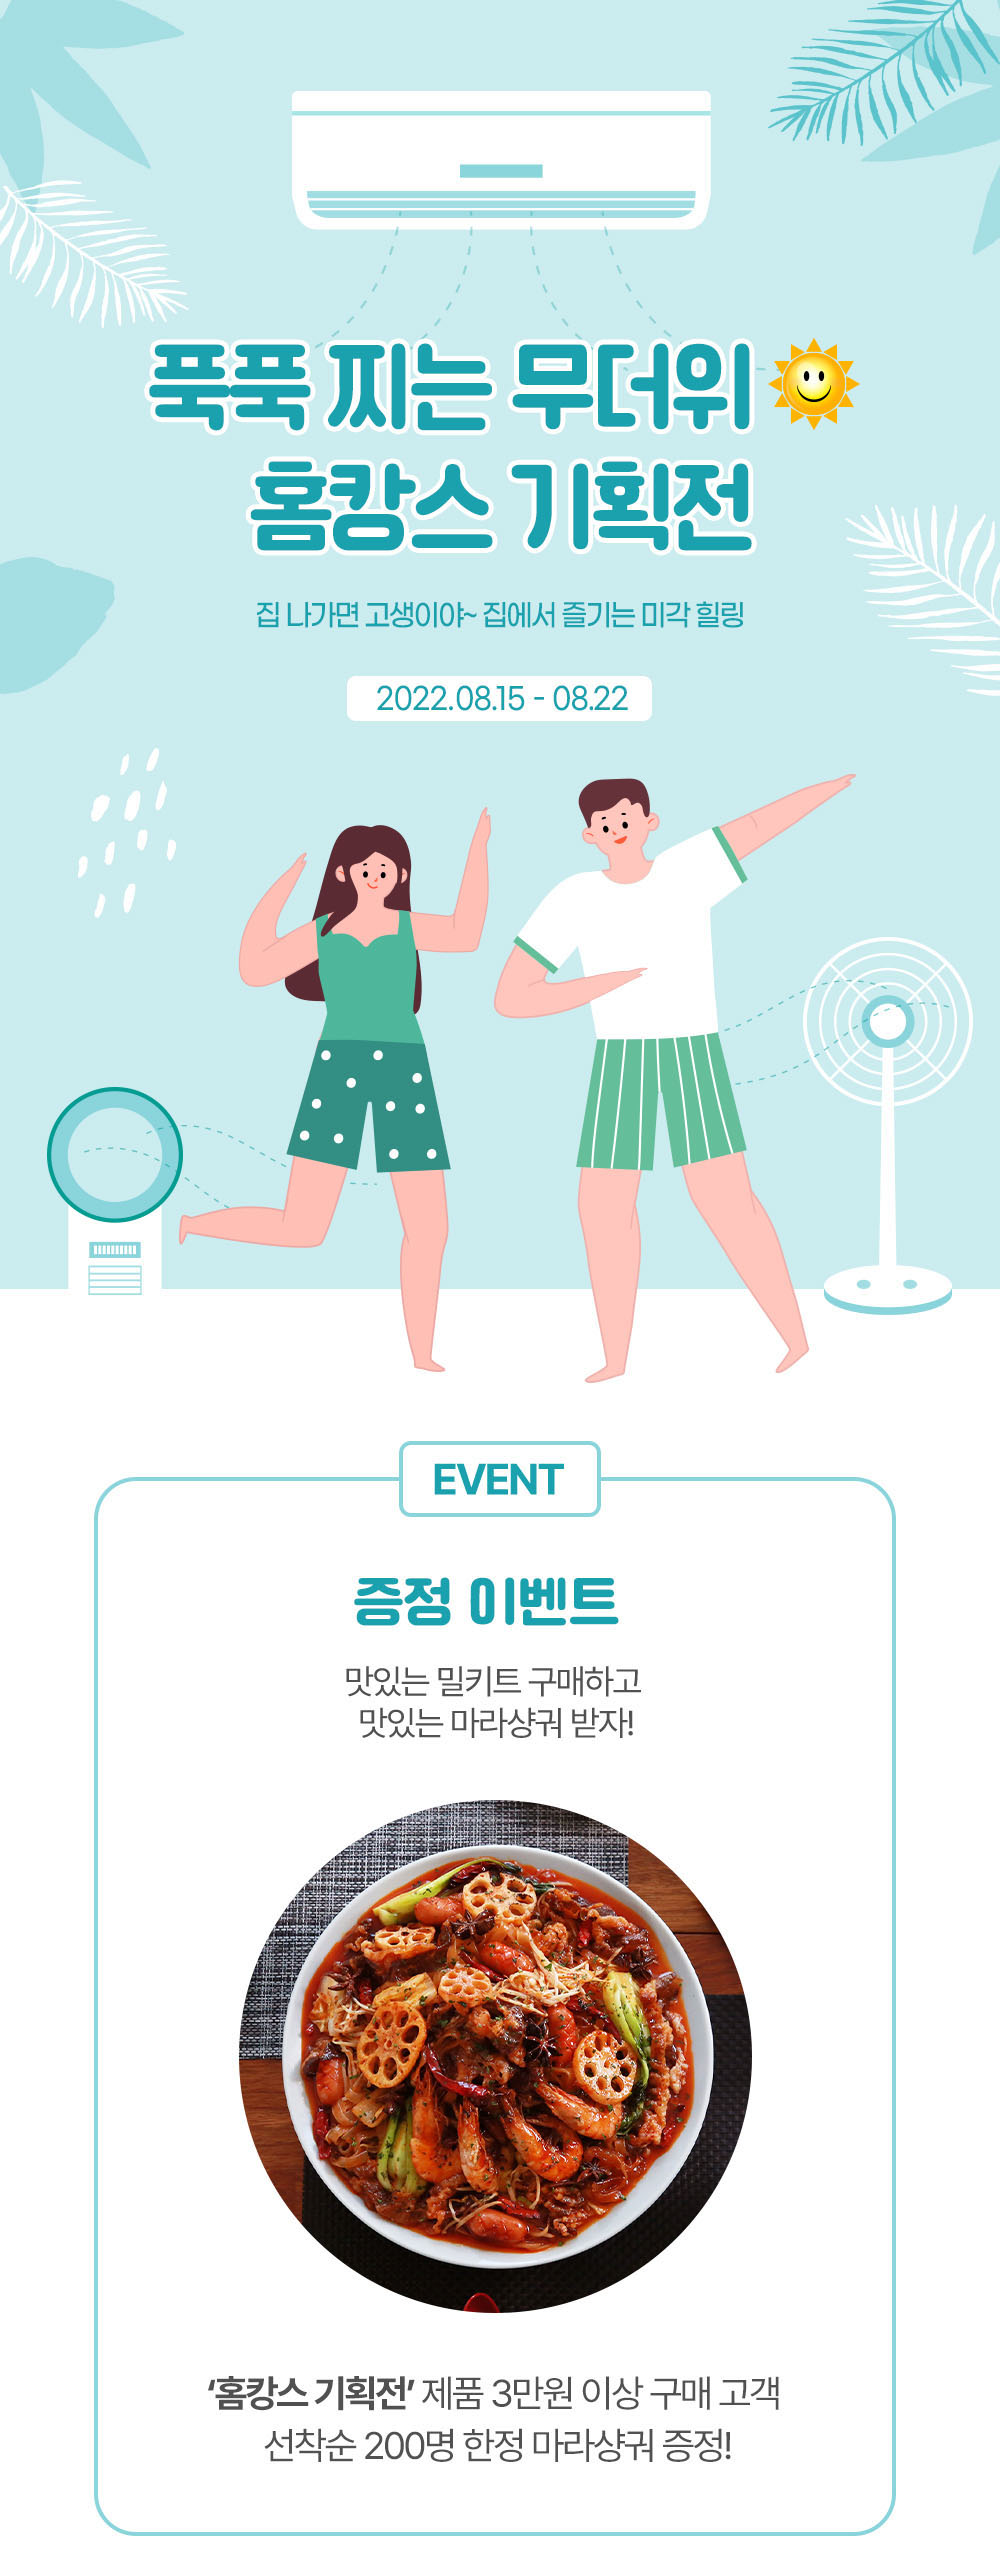 푹푹 찌는 무더위
홈캉스 기획전
집 나가면 고생이야~ 집에서 즐기는 미각 힐링
2022.08.15 - 08.22
EVENT
증정 이벤트
맛있는 밀키트 구매하고
맛있는 마라샹궈 받자!
‘홈캉스 기획전’ 제품 3만원 이상 구매 고객
선착순 200명 한정 마라샹궈 증정!